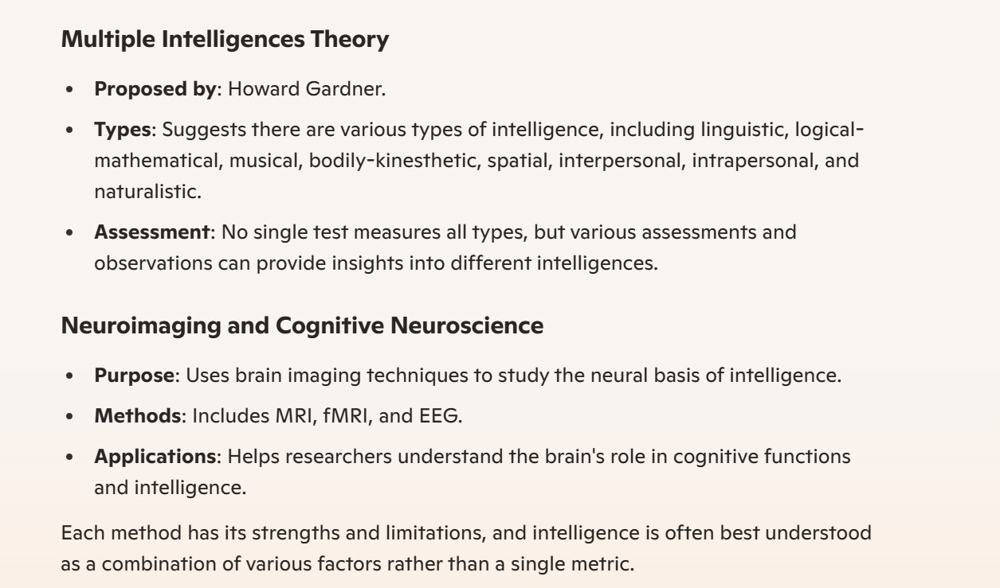 Multiple Intelligences Theory
• Proposed by: Howard Gardner.
• Types: Suggests there are various types of intelligence, including linguistic, logical-
mathematical, musical, bodily-kinesthetic, spatial, interpersonal, intrapersonal, and
naturalistic.
• Assessment: No single test measures all types, but various assessments and
observations can provide insights into different intelligences.
Neuroimaging and Cognitive Neuroscience
• Purpose: Uses brain imaging techniques to study the neural basis of intelligence.
• Methods: Includes MRI, fMRI, and EEG.
• Applications: Helps researchers understand the brain's role in cognitive functions
and intelligence.
Each method has its strengths and limitations, and intelligence is often best understood
as a combination of various factors rather than a single metric.